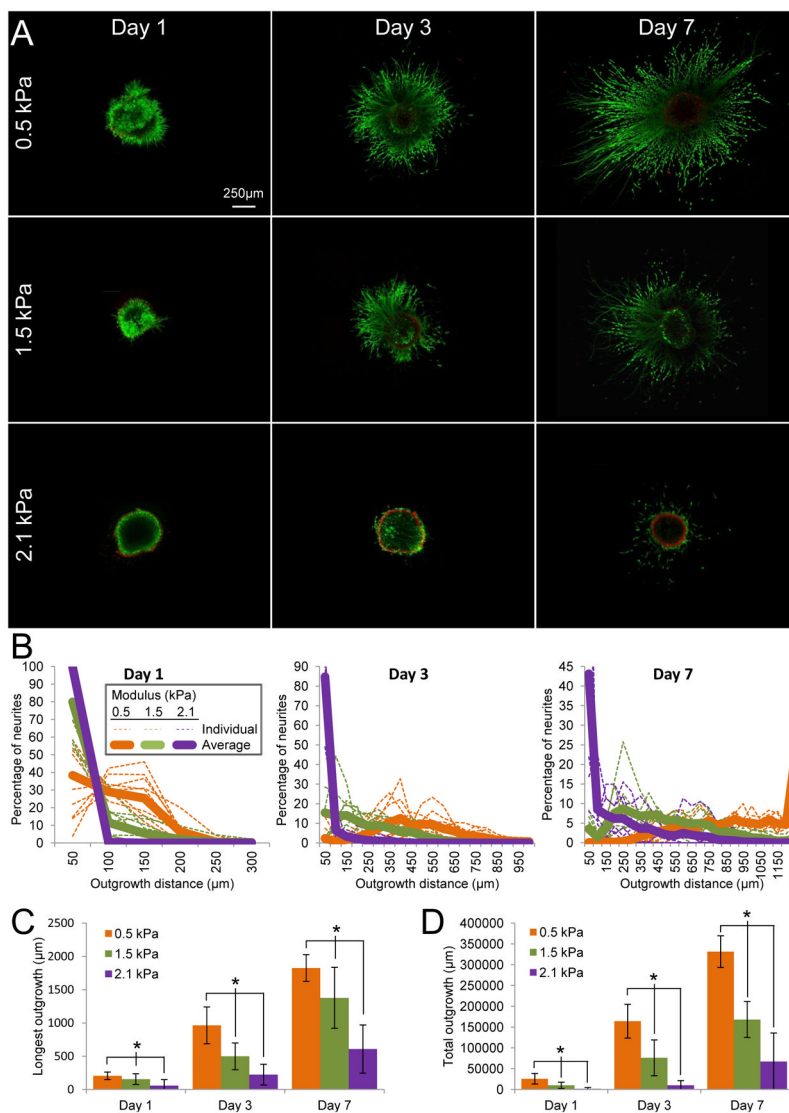 A
Day 1
Day 3
Day 7
0.5 kPa
250µm
1.5 kPa
2.1 kPa
B
Day 1
Percentage of neurites
100
90
80
70
60
50
40
30
20
10
0
50
100
150
200
250
300
Outgrowth distance (µm)
Modulus (kPa)
0.5 1.5 2.1
Individual
Average
Day 3
Percentage of neurites
90
80
70
60
50
40
30
20
10
0
50
150
250
350
450
550
650
750
850
950
Outgrowth distance (µm)
Day 7
Percentage of neurites
45
40
35
30
25
20
15
10
5
0
50
150
250
350
450
550
650
750
850
950
1050
1150
Outgrowth distance (µm)
C
Longest outgrowth (µm)
2500
2000
1500
1000
500
0
0.5 kPa
1.5 kPa
2.1 kPa
*
*
*
Day 1
Day 3
Day 7
D
Total outgrowth (µm)
400000
350000
300000
250000
200000
150000
100000
50000
0
0.5 kPa
1.5 kPa
2.1 kPa
*
*
*
Day 1
Day 3
Day 7